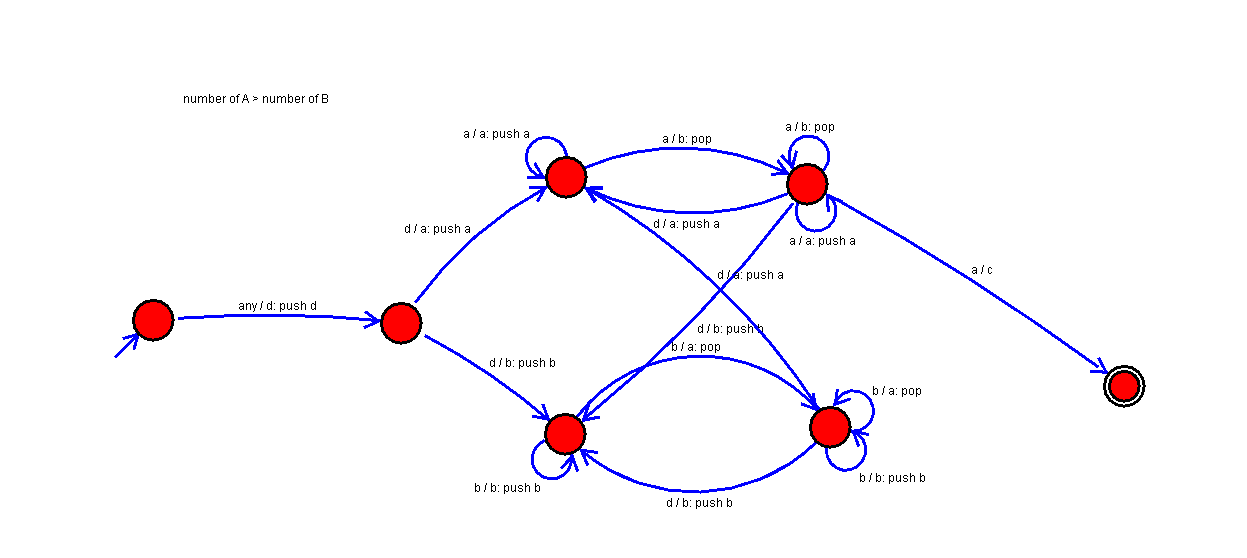 number of A > number of B
a / a: push a
a / b: pop
a / b: pop
d / a: push a
d / a: push a
a / a: push a
a / c
d / a: push a
any / d: push d
d / b: push b
b / a: pop
d / b: push b
b / a: pop
b / b: push b
b / b: push b
d / b: push b